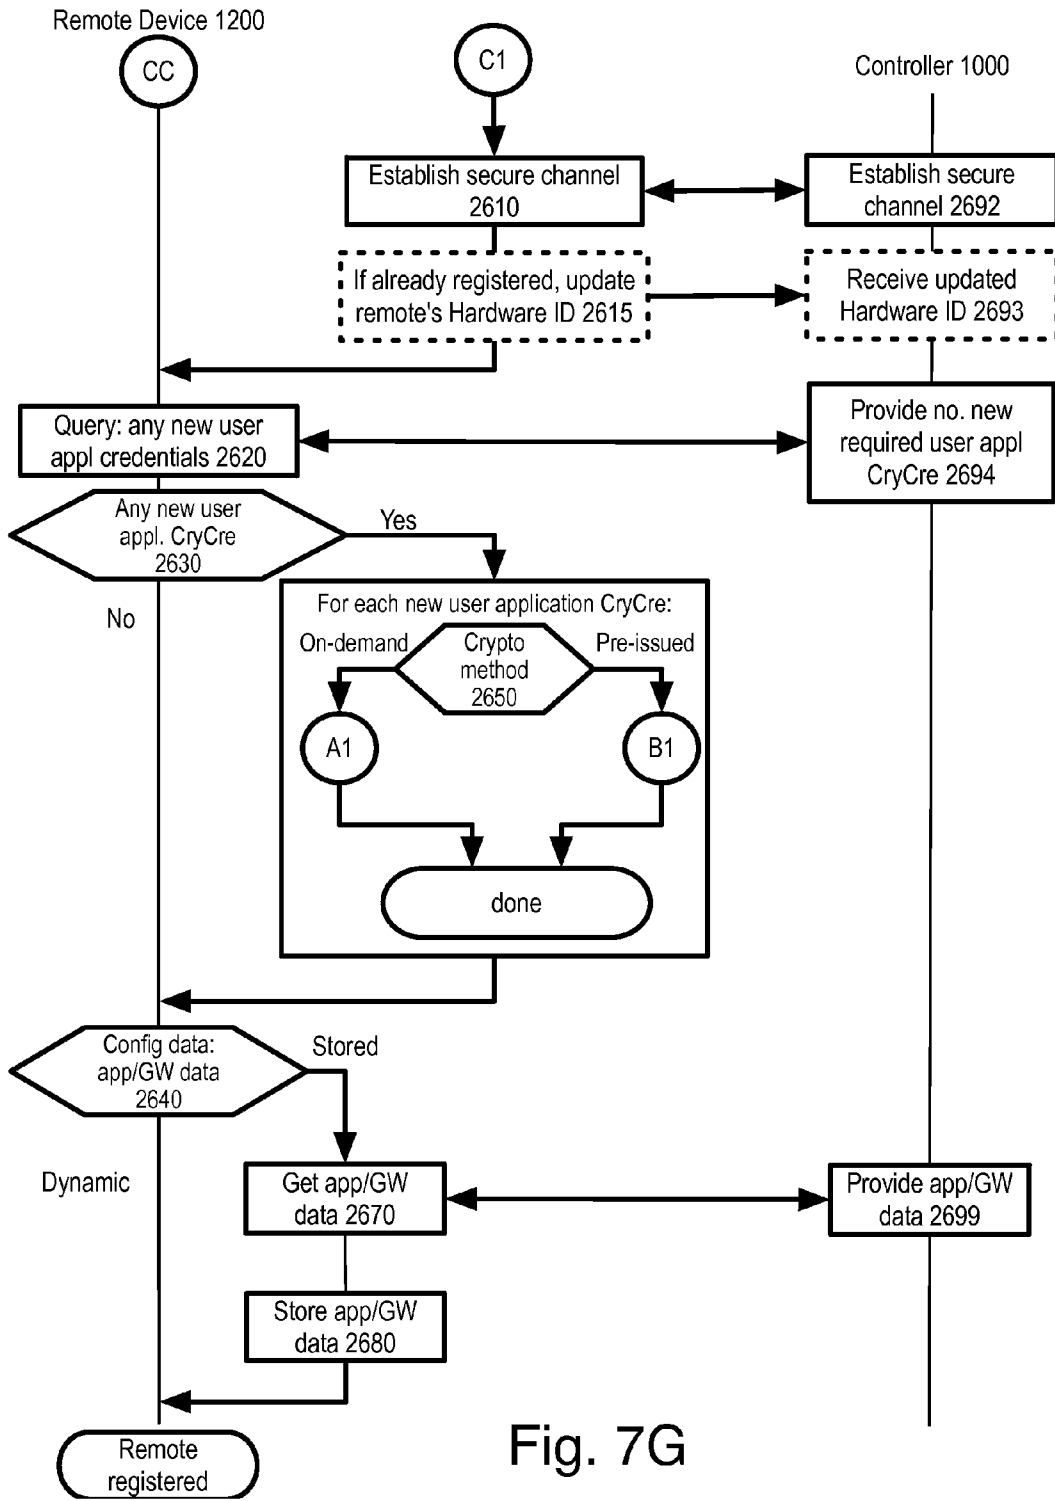 Remote Device 1200
CC
C1
Controller 1000
Establish secure channel
2610
Establish secure
channel 2692
If already registered, update
remote's Hardware ID 2615
Receive updated
Hardware ID 2693
Query: any new user
appl credentials 2620
Provide no. new
required user appl
CryCre 2694
Any new user
appl. CryCre
2630
Yes
No
For each new user application CryCre:
On-demand
Crypto
method
2650
Pre-issued
A1
B1
done
Config data:
app/GW data
2640
Stored
Dynamic
Get app/GW
data 2670
Provide app/GW
data 2699
Store app/GW
data 2680
Remote
registered
Fig. 7G